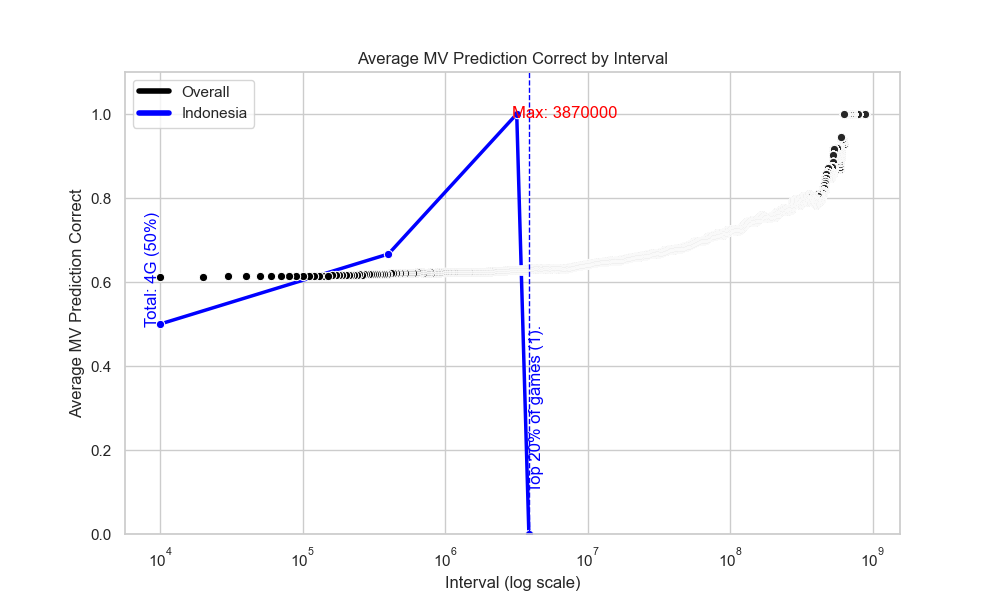 Average MV Prediction Correct by Interval
Overall
Indonesia
Max: 3870000
Total: 4G (50%)
Top 20% of games (1).
Average MV Prediction Correct
1.0
0.8
0.6
0.4
0.2
0.0
10^4 10^5 10^6 10^7 10^8 10^9
Interval (log scale)